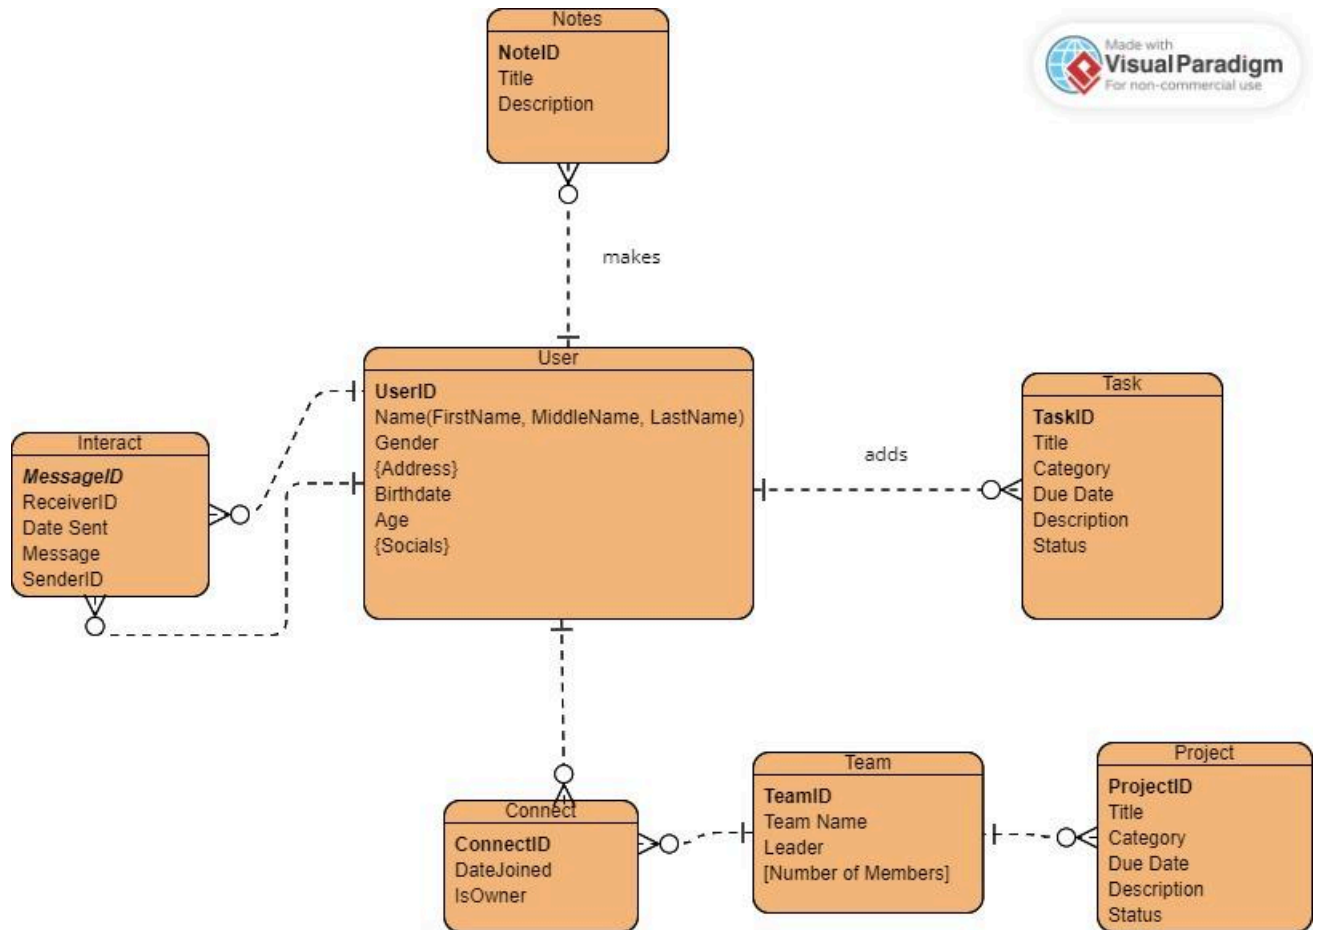 Notes
NoteID
Title
Description
Made with
Visual Paradigm
For non-commercial use
makes
User
UserID
Name(FirstName, MiddleName, LastName)
Gender
{Address}
Birthdate
Age
{Socials}
Task
TaskID
Title
Category
Due Date
Description
Status
adds
Interact
MessageID
ReceiverID
Date Sent
Message
SenderID
Connect
ConnectID
DateJoined
IsOwner
Team
TeamID
Team Name
Leader
[Number of Members]
Project
ProjectID
Title
Category
Due Date
Description
Status